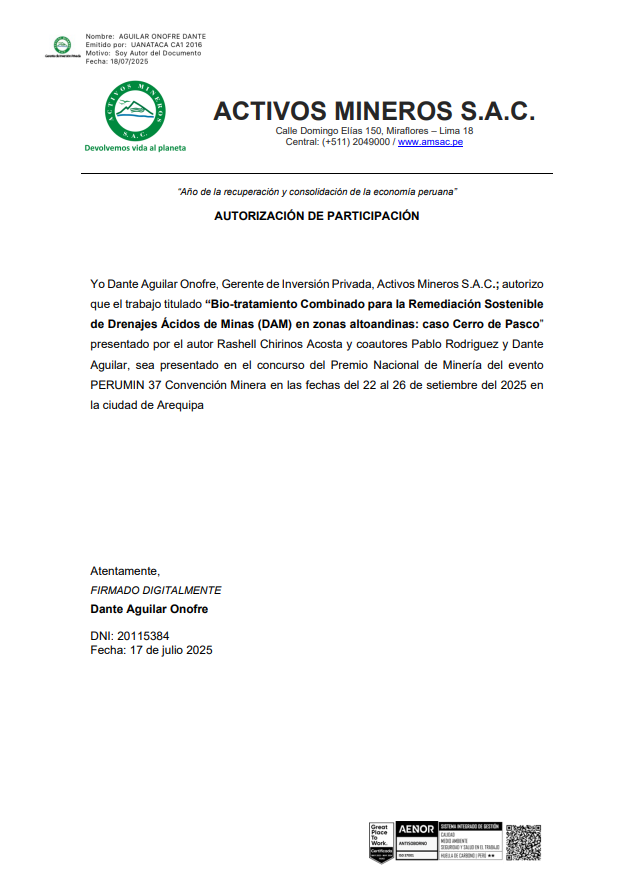 Nombre: AGUILAR ONOFRE DANTE
Emitido por: UANATACA CA1 2016
Motivo: Soy Autor del Documento
Fecha: 18/07/2025
ACTIVOS MINEROS
S.A.C.
Devolvemos vida al planeta
ACTIVOS MINEROS S.A.C.
Calle Domingo Elías 150, Miraflores – Lima 18
Central: (+511) 2049000 / www.amsac.pe
“Año de la recuperación y consolidación de la economía peruana”
AUTORIZACIÓN DE PARTICIPACIÓN
Yo Dante Aguilar Onofre, Gerente de Inversión Privada, Activos Mineros S.A.C.; autorizo
que el trabajo titulado “Bio-tratamiento Combinado para la Remediación Sostenible
de Drenajes Ácidos de Minas (DAM) en zonas altoandinas: caso Cerro de Pasco”
presentado por el autor Rashell Chirinos Acosta y coautores Pablo Rodriguez y Dante
Aguilar, sea presentado en el concurso del Premio Nacional de Minería del evento
PERUMIN 37 Convención Minera en las fechas del 22 al 26 de setiembre del 2025 en
la ciudad de Arequipa
Atentamente,
FIRMADO DIGITALMENTE
Dante Aguilar Onofre
DNI: 20115384
Fecha: 17 de julio 2025
Great
Place
To
Work.
Certificada
AENOR
ANTISOBORNO
ISO 37001
SISTEMA INTEGRADO DE GESTIÓN
CALIDAD
MEDIO AMBIENTE
SEGURIDAD Y SALUD EN EL TRABAJO
HUELLA DE CARBONO | PERÚ ★★